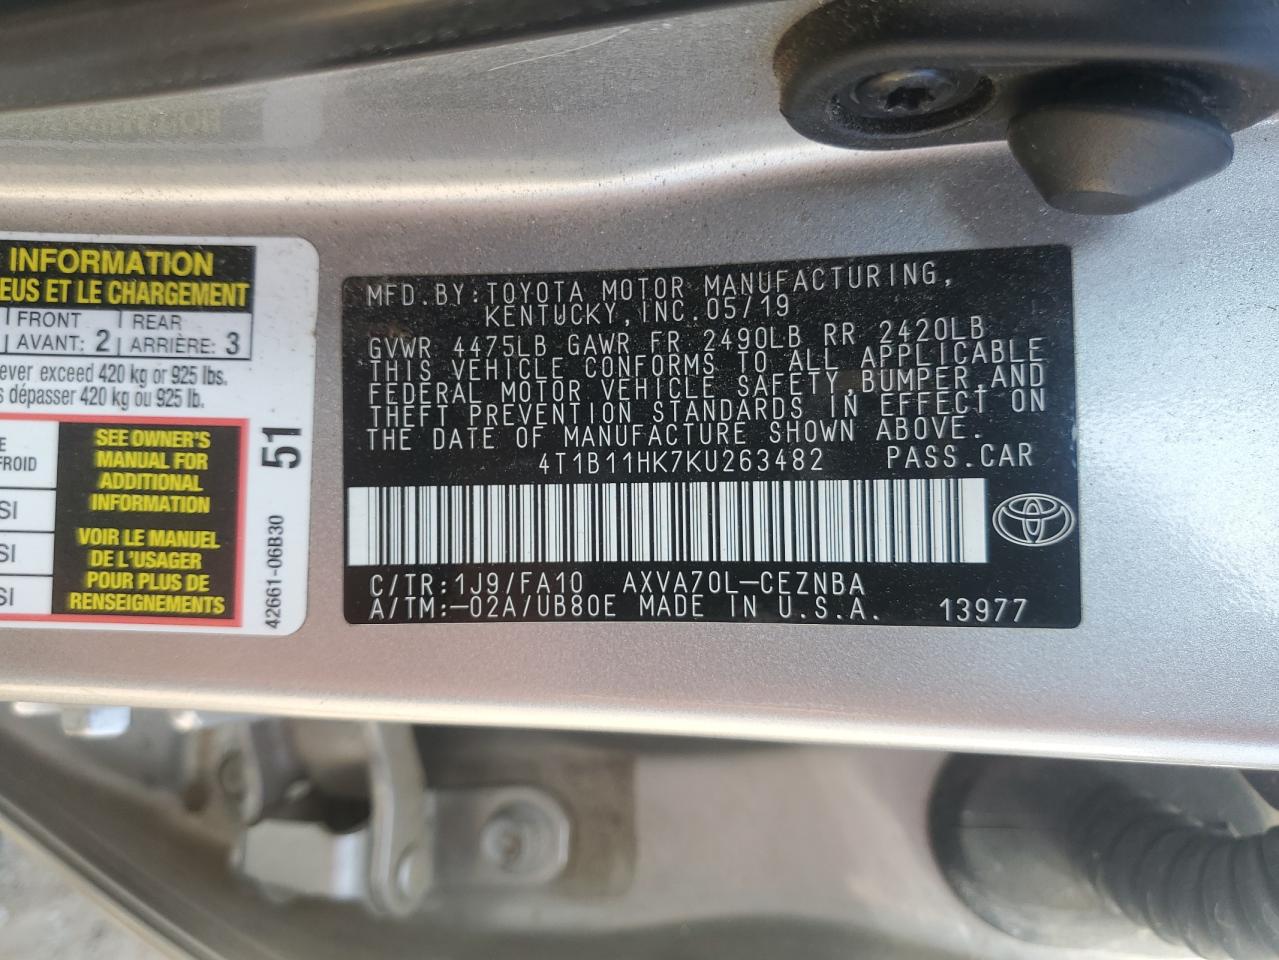 INFORMATION
EUS ET LE CHARGEMENT
FRONT
AVANT: 2
REAR
ARRIÈRE: 3
ever exceed 420 kg or 925 lbs.
s dépasser 420 kg ou 925 lb.
E
FROID
SI
SI
SI
SEE OWNER'S
MANUAL FOR
ADDITIONAL
INFORMATION
VOIR LE MANUEL
DE L'USAGER
POUR PLUS DE
RENSEIGNEMENTS
51
42661-06B30
MFD.BY:TOYOTA MOTOR MANUFACTURING,
KENTUCKY,INC.05/19
GVWR 4475LB GAWR FR 2490LB RR 2420LB
THIS VEHICLE CONFORMS TO ALL APPLICABLE
FEDERAL MOTOR VEHICLE SAFETY,BUMPER,AND
THEFT PREVENTION STANDARDS IN EFFECT ON
THE DATE OF MANUFACTURE SHOWN ABOVE.
4T1B11HK7KU263482 PASS.CAR
C/TR:1J9/FA10 AXVA70L-CEZNBA
A/TM:-02A/UB80E MADE IN U.S.A. 13977